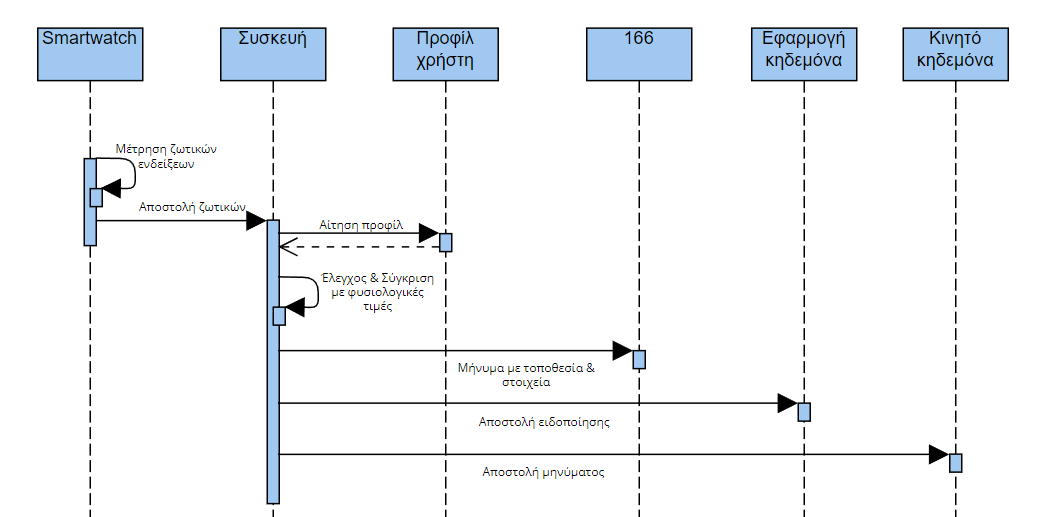 Smartwatch
Συσκευή
Προφίλ
χρήστη
166
Εφαρμογή
κηδεμόνα
Κινητό
κηδεμόνα
Μέτρηση ζωτικών
ενδείξεων
Αποστολή ζωτικών
Αίτηση προφίλ
Έλεγχος & Σύγκριση
με φυσιολογικές
τιμές
Μήνυμα με τοποθεσία &
στοιχεία
Αποστολή ειδοποίησης
Αποστολή μηνύματος